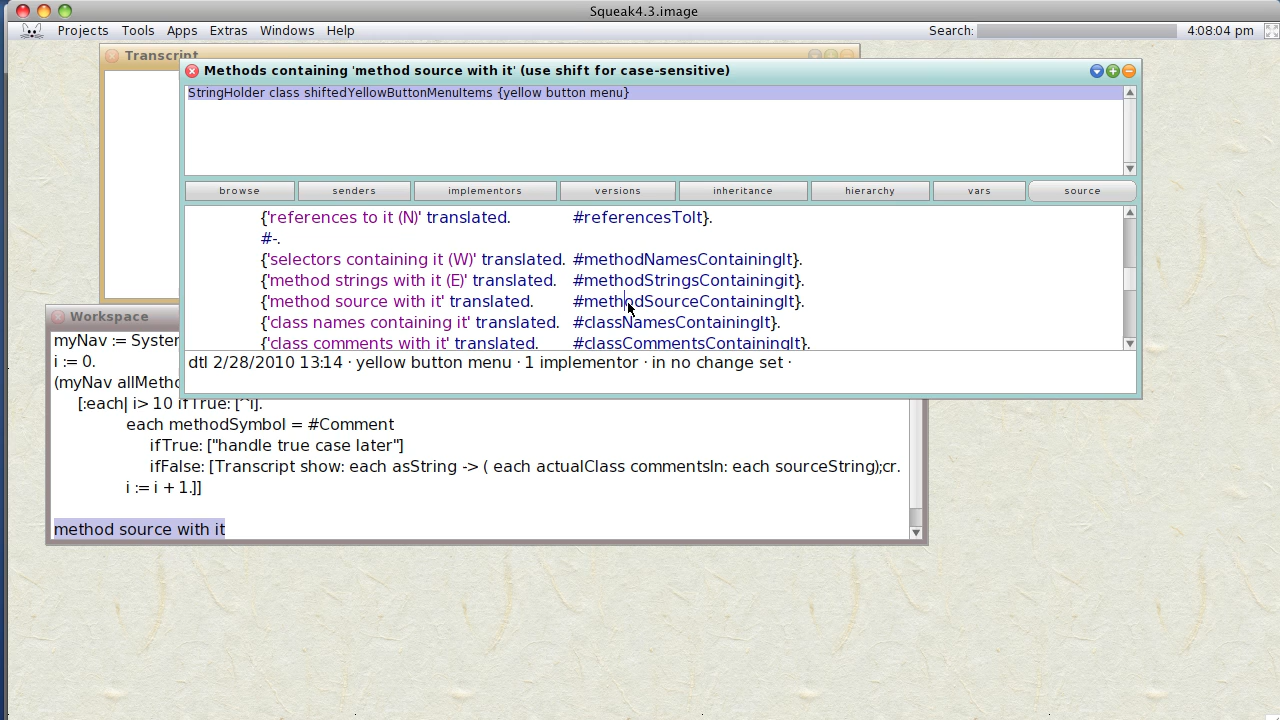 Squeak4.3.image
Projects Tools Apps Extras Windows Help Search: 4:08:04 pm
Transcript
Methods containing 'method source with it' (use shift for case-sensitive)
StringHolder class shiftedYellowButtonMenuItems {yellow button menu}
browse senders implementors versions inheritance hierarchy vars source
{'references to it (N)' translated. #referencesToIt}.
#-.
{'selectors containing it (W)' translated. #methodNamesContainingIt}.
{'method strings with it (E)' translated. #methodStringsContainingit}.
{'method source with it' translated. #methodSourceContainingIt}.
{'class names containing it' translated. #classNamesContainingIt}.
{'class comments with it' translated. #classCommentsContainingIt}.
dtl 2/28/2010 13:14 · yellow button menu · 1 implementor · in no change set ·
Workspace
myNav := System
i := 0.
(myNav allMetho
[:each| i> 10 ifTrue: [^i].
each methodSymbol = #Comment
ifTrue: ["handle true case later"]
ifFalse: [Transcript show: each asString -> ( each actualClass commentsIn: each sourceString);cr.
i := i + 1.]]
method source with it